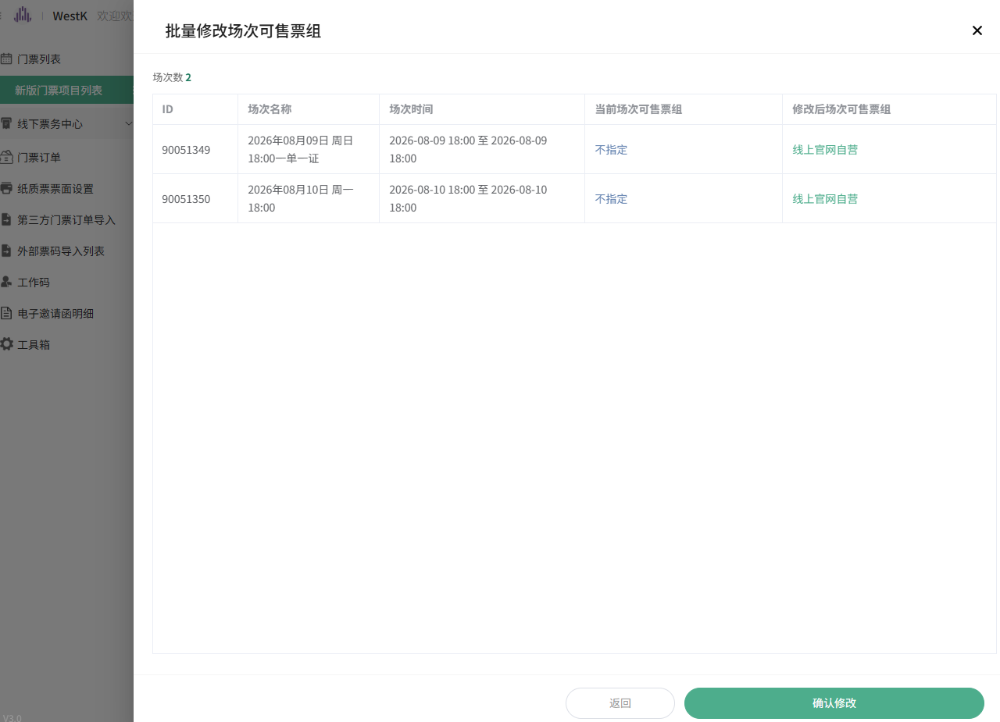 WestK 欢迎欢
批量修改场次可售票组
门票列表
新版门票项目列表
线下票务中心
门票订单
纸质票票面设置
第三方门票订单导入
外部票码导入列表
工作码
电子邀请函明细
工具箱
V3.0
场次数 2
ID 场次名称 场次时间 当前场次可售票组 修改后场次可售票组
90051349 2026年08月09日 周日 2026-08-09 18:00 至 2026-08-09 不指定 线上官网自营
18:00一单一证 18:00
90051350 2026年08月10日 周一 2026-08-10 18:00 至 2026-08-10 不指定 线上官网自营
18:00 18:00
返回 确认修改